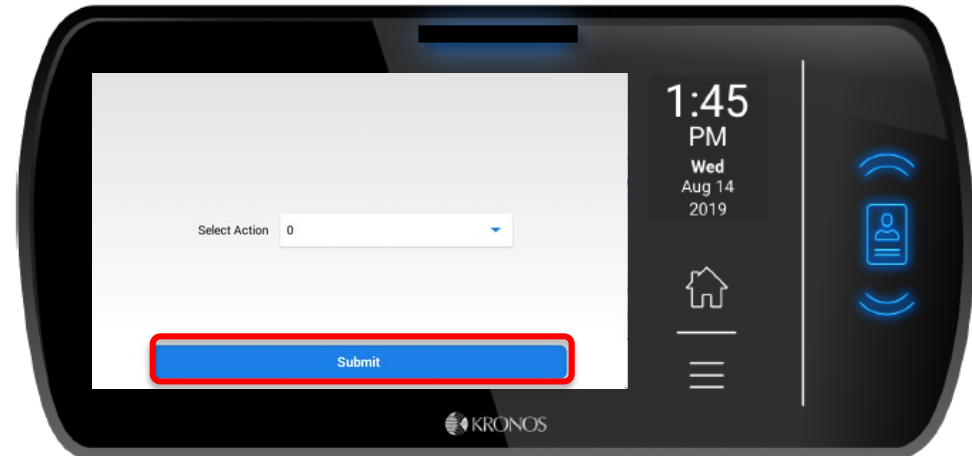 1:45
PM
Wed
Aug 14
2019
Select Action 0
Submit
KRONOS